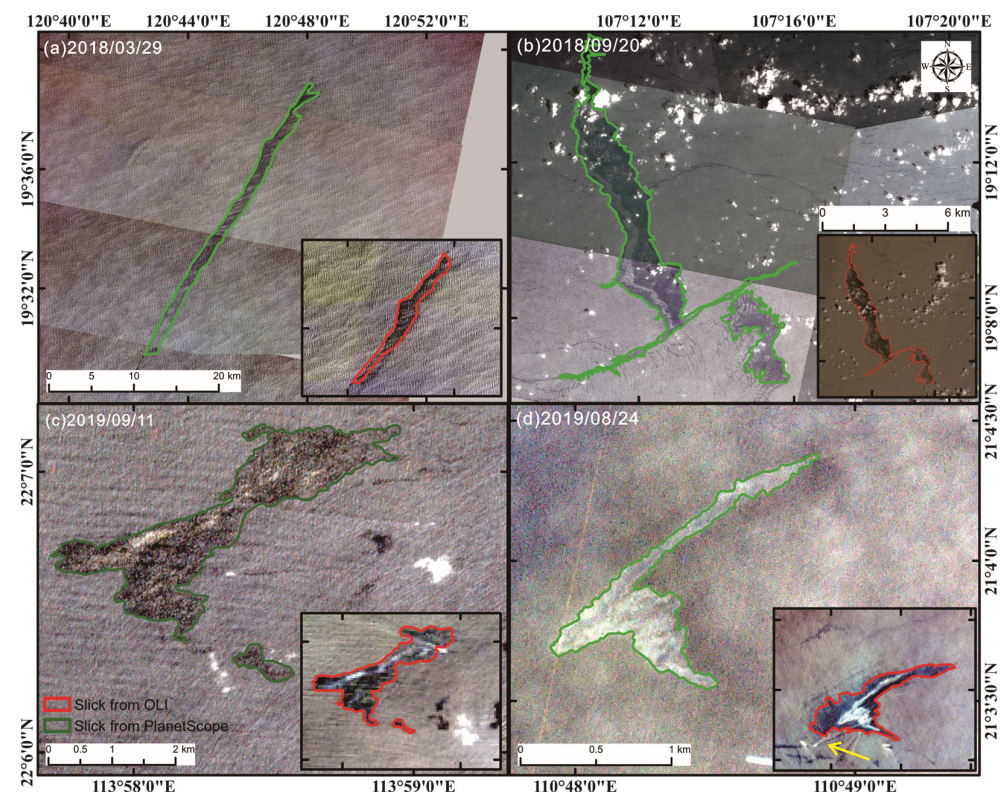 120°40'0"E 120°44'0"E 120°48'0"E 120°52'0"E 107°12'0"E 107°16'0"E 107°20'0"E
(a)2018/03/29
19°36'0"N
19°32'0"N
0 5 10 20 km
(b)2018/09/20
N
W E
S
19°12'0"N
19°8'0"N
0 3 6 km
(c)2019/09/11
22°7'0"N
22°6'0"N
Slick from OLI
Slick from PlanetScope
0 0.5 1 2 km
(d)2019/08/24
21°4'30"N
21°4'0"N
21°3'30"N
0 0.5 1 km
113°58'0"E 113°59'0"E 110°48'0"E 110°49'0"E